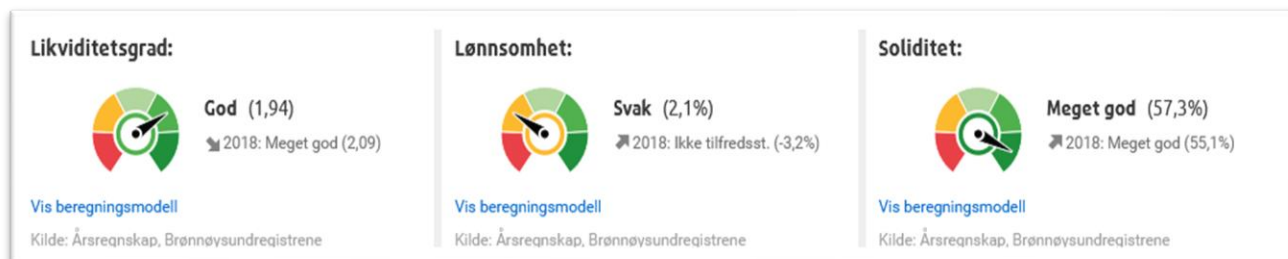 Likviditetsgrad:
God (1,94)
2018: Meget god (2,09)
Vis beregningsmodell
Kilde: Årsregnskap, Brønnøysundregistrene
Lønnsomhet:
Svak (2,1%)
2018: Ikke tilfredsst. (-3,2%)
Vis beregningsmodell
Kilde: Årsregnskap, Brønnøysundregistrene
Soliditet:
Meget god (57,3%)
2018: Meget god (55,1%)
Vis beregningsmodell
Kilde: Årsregnskap, Brønnøysundregistrene